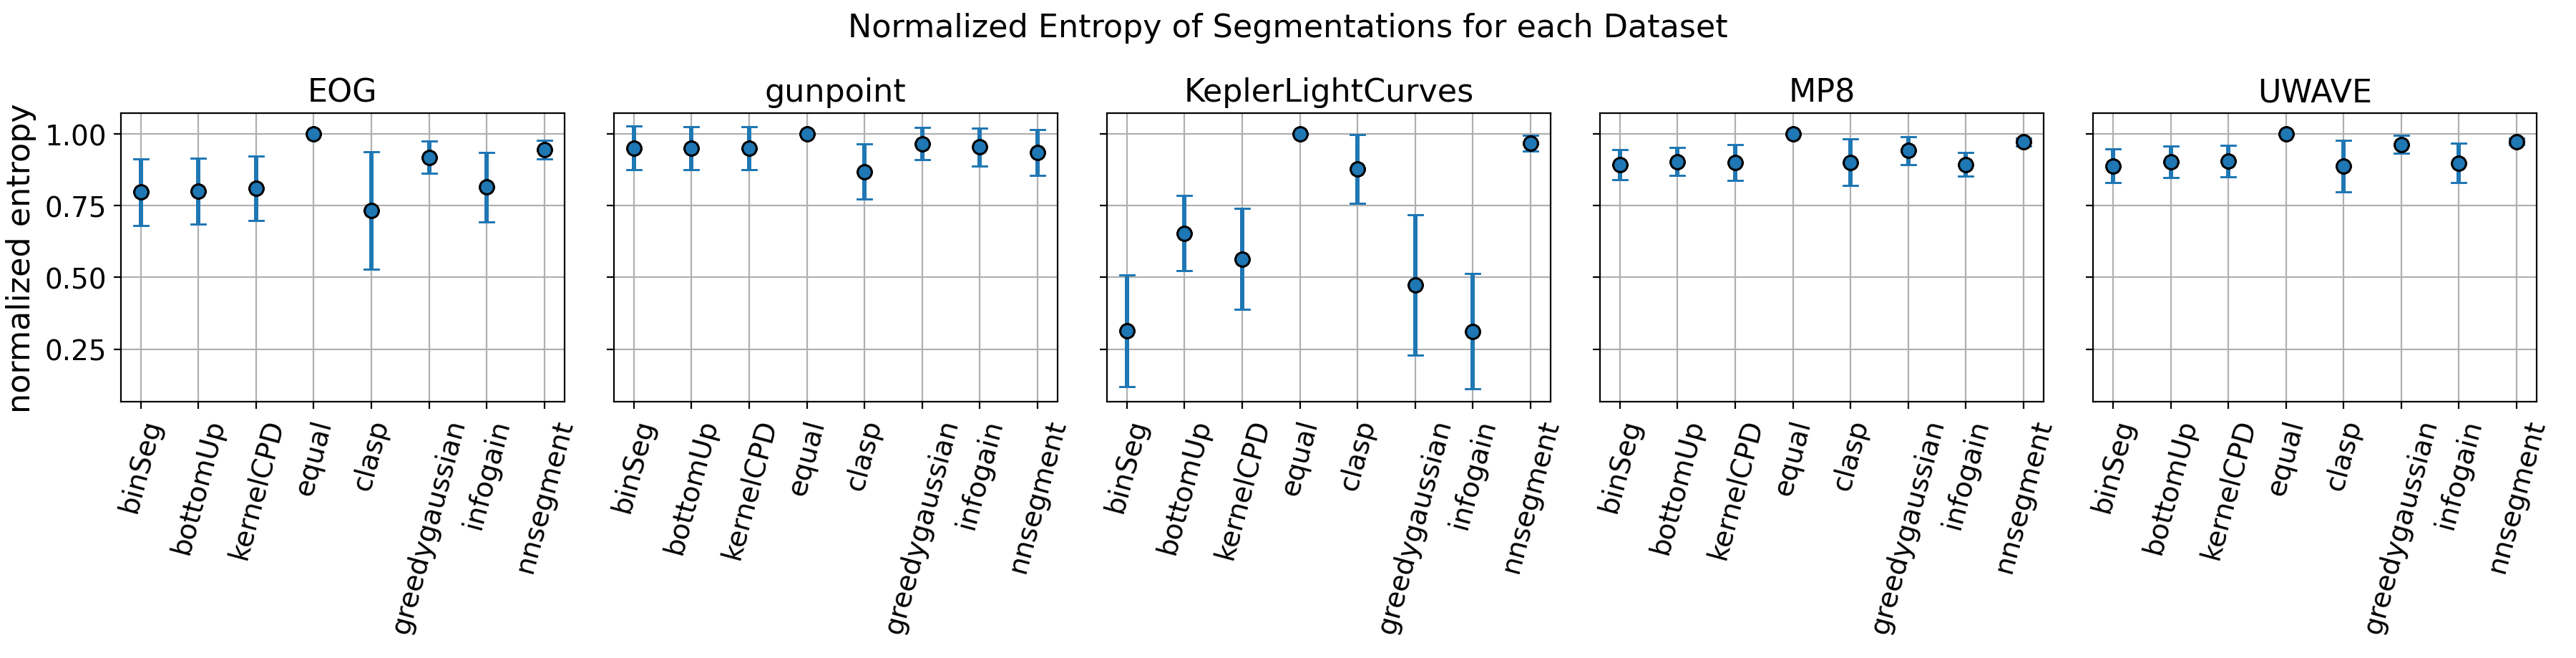 Normalized Entropy of Segmentations for each Dataset
EOG
gunpoint
KeplerLightCurves
MP8
UWAVE
normalized entropy
1.00
0.75
0.50
0.25
binSeg
bottomUp
kernelCPD
equal
clasp
greedygaussian
infogain
nnsegment
binSeg
bottomUp
kernelCPD
equal
clasp
greedygaussian
infogain
nnsegment
binSeg
bottomUp
kernelCPD
equal
clasp
greedygaussian
infogain
nnsegment
binSeg
bottomUp
kernelCPD
equal
clasp
greedygaussian
infogain
nnsegment
binSeg
bottomUp
kernelCPD
equal
clasp
greedygaussian
infogain
nnsegment